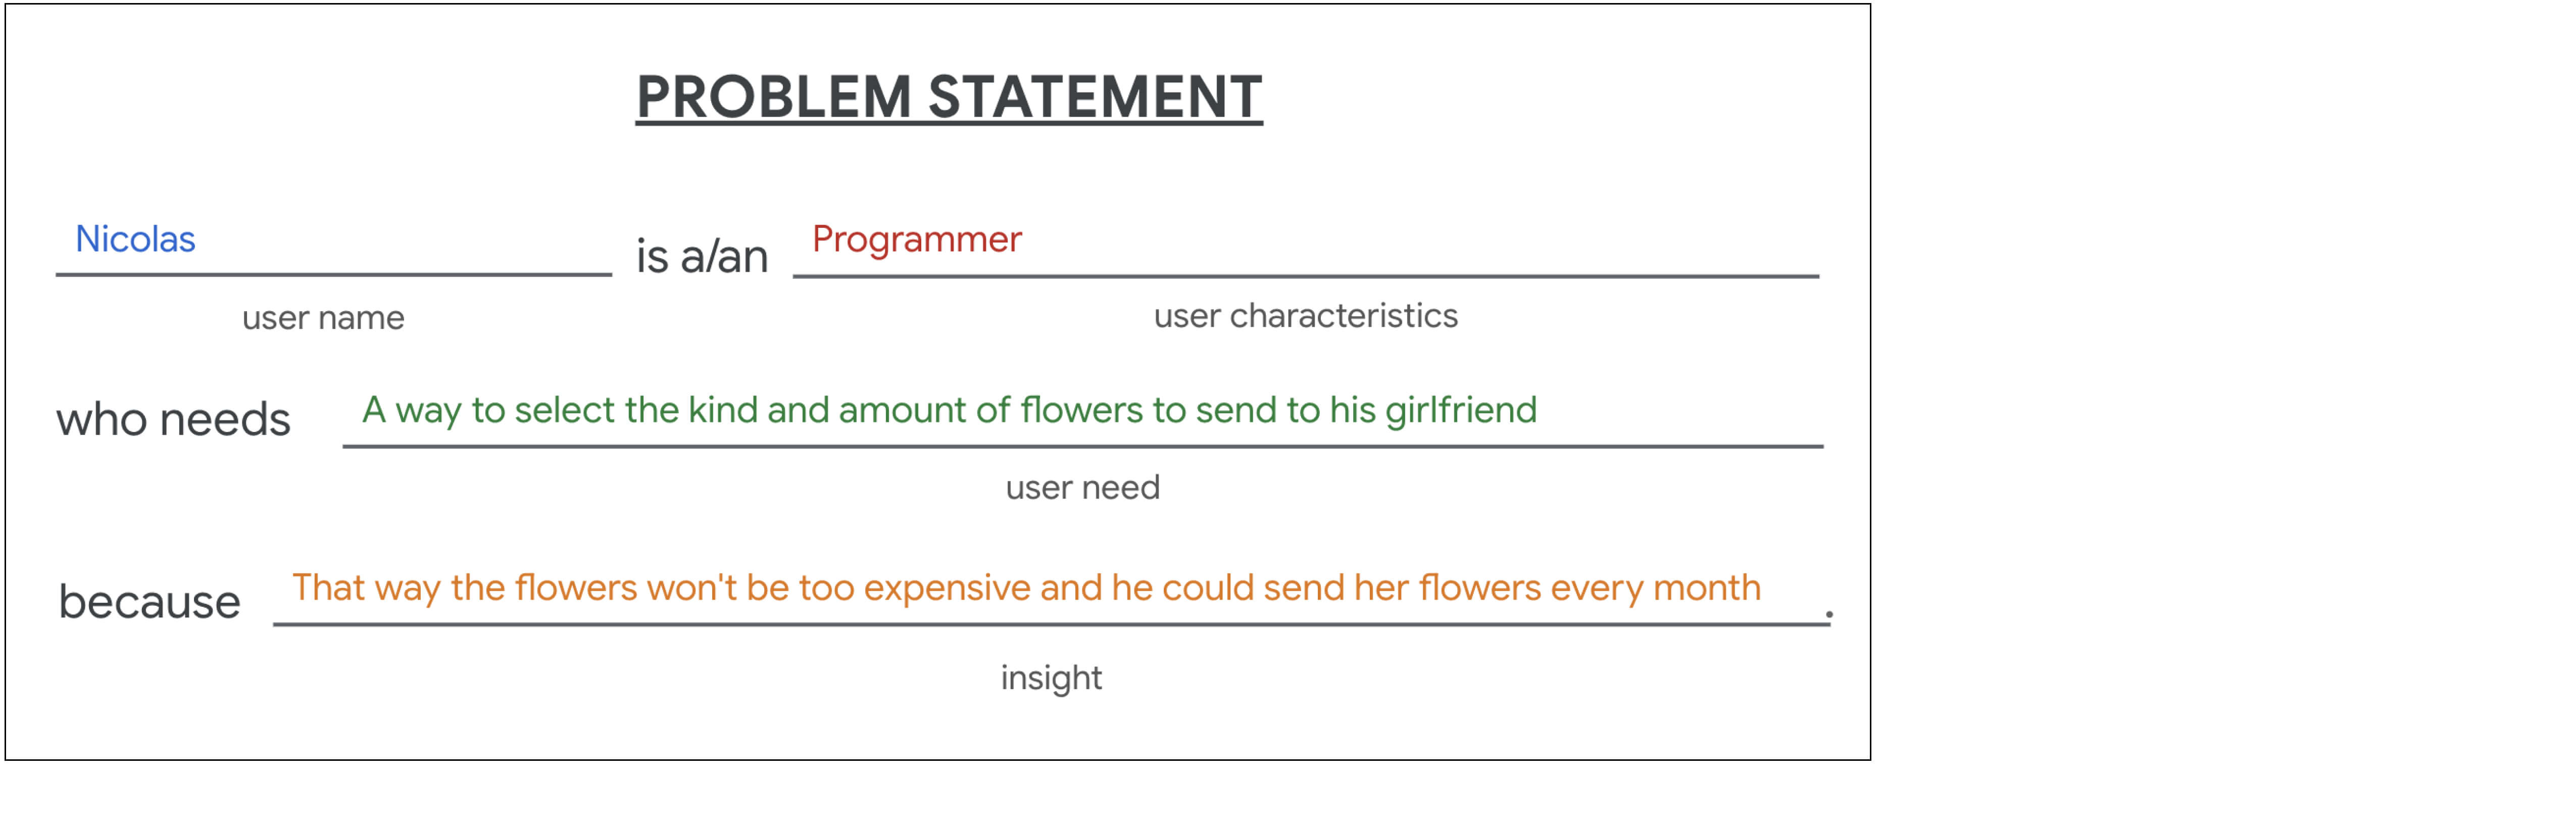 PROBLEM STATEMENT
Nicolas is a/an Programmer
user name user characteristics
who needs A way to select the kind and amount of flowers to send to his girlfriend
user need
because That way the flowers won't be too expensive and he could send her flowers every month .
insight